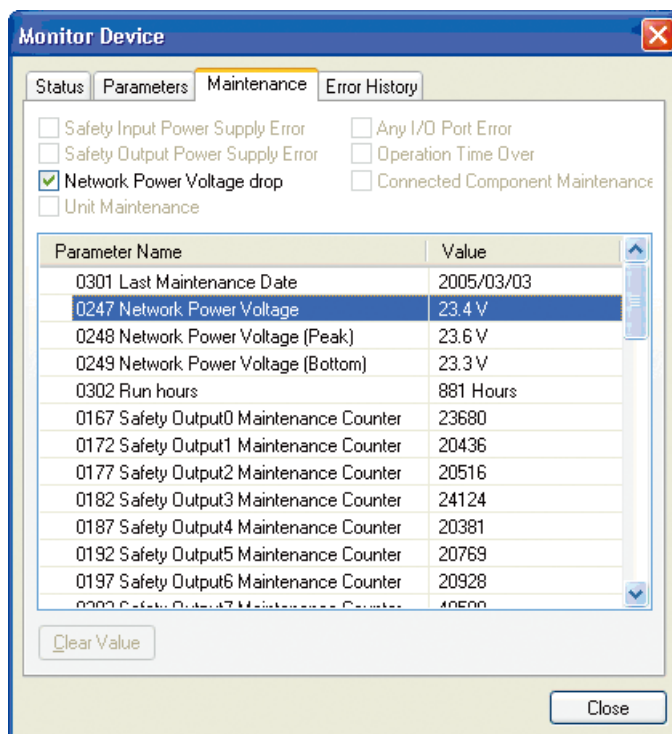 Monitor Device
Status Parameters Maintenance Error History
Safety Input Power Supply Error Any I/O Port Error
Safety Output Power Supply Error Operation Time Over
Network Power Voltage drop Connected Component Maintenance
Unit Maintenance
Parameter Name Value
0301 Last Maintenance Date 2005/03/03
0247 Network Power Voltage 23.4 V
0248 Network Power Voltage (Peak) 23.6 V
0249 Network Power Voltage (Bottom) 23.3 V
0302 Run hours 881 Hours
0167 Safety Output0 Maintenance Counter 23680
0172 Safety Output1 Maintenance Counter 20436
0177 Safety Output2 Maintenance Counter 20516
0182 Safety Output3 Maintenance Counter 24124
0187 Safety Output4 Maintenance Counter 20381
0192 Safety Output5 Maintenance Counter 20769
0197 Safety Output6 Maintenance Counter 20928
Safety Output7 Maintenance Counter
Clear Value
Close